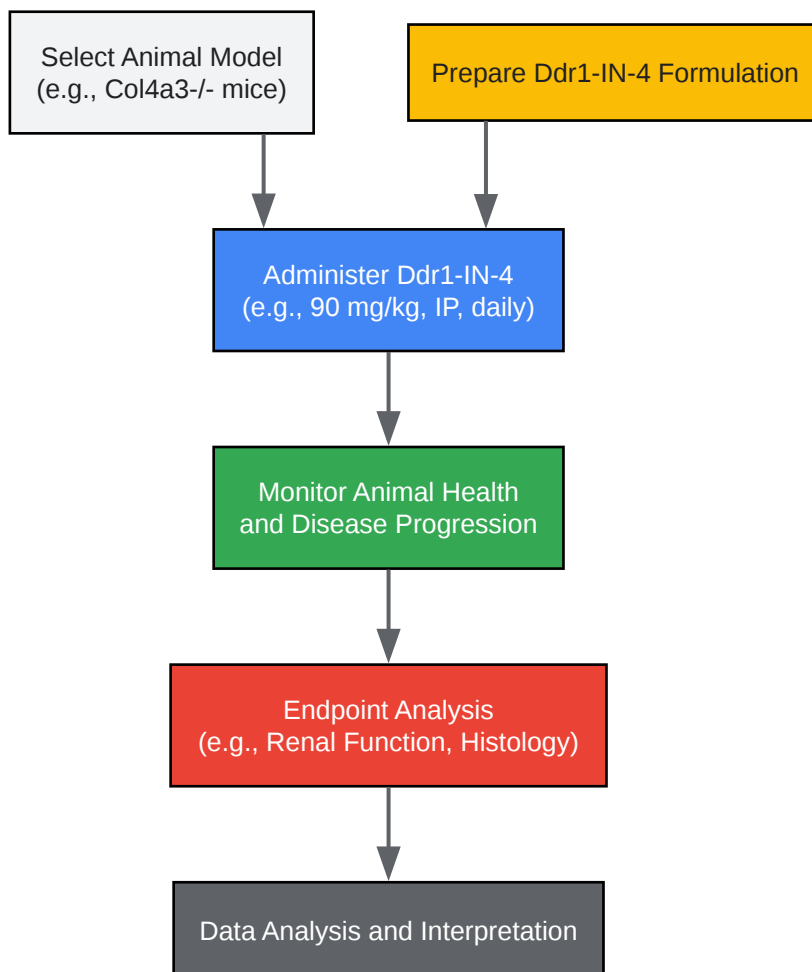 Select Animal Model
(e.g., Col4a3-/- mice)
Prepare Ddr1-IN-4 Formulation
Administer Ddr1-IN-4
(e.g., 90 mg/kg, IP, daily)
Monitor Animal Health
and Disease Progression
Endpoint Analysis
(e.g., Renal Function, Histology)
Data Analysis and Interpretation